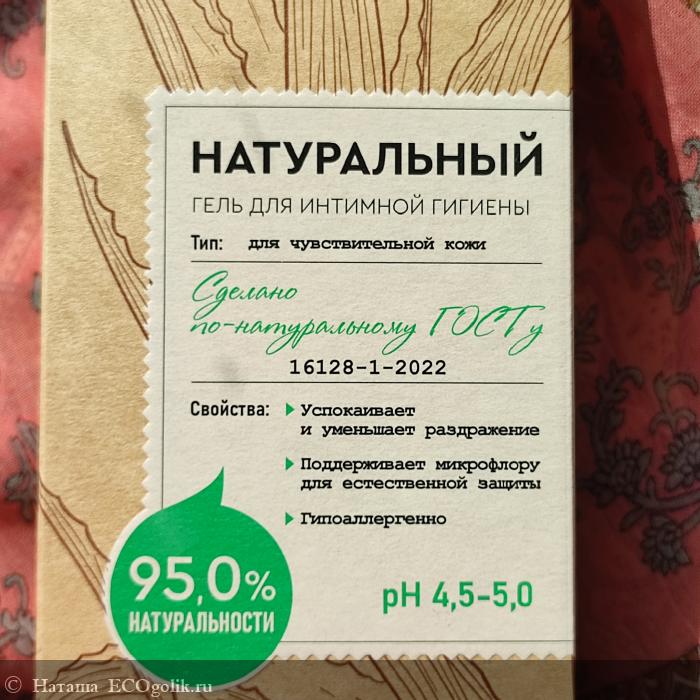 НАТУРАЛЬНЫЙ
ГЕЛЬ ДЛЯ ИНТИМНОЙ ГИГИЕНЫ
Тип: для чувствительной кожи
Сделано
по-натуральному ГОСТу
16128-1-2022
Свойства: Успокаивает
и уменьшает раздражение
Поддерживает микрофлору
для естественной защиты
Гипоаллергенно
95,0%
НАТУРАЛЬНОСТИ
pH 4,5-5,0
© Наташа ECOgolik.ru